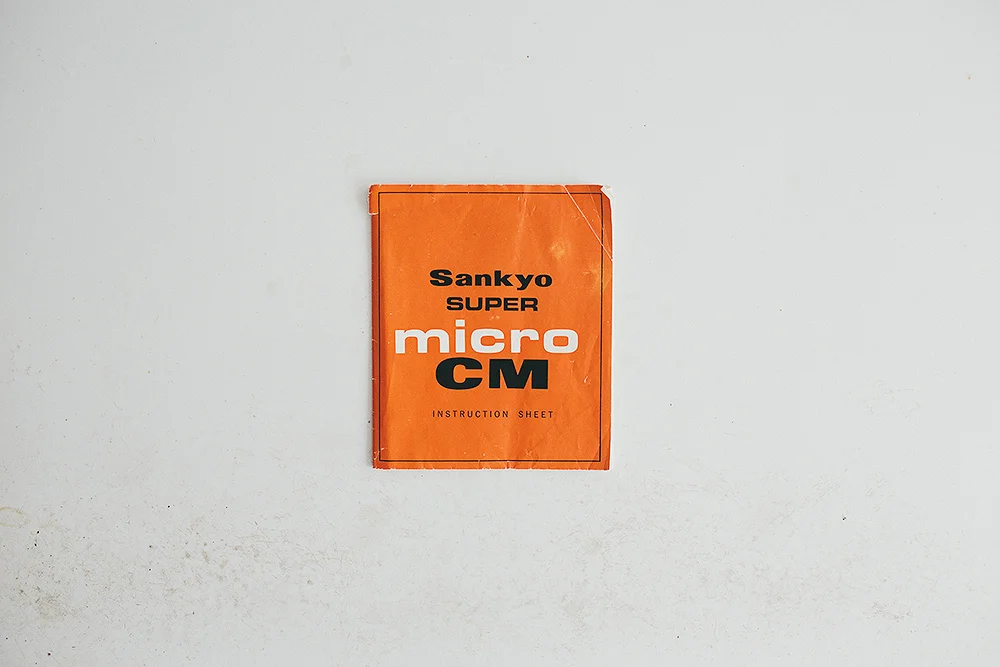 Sankyo
SUPER
micro
CM
INSTRUCTION SHEET